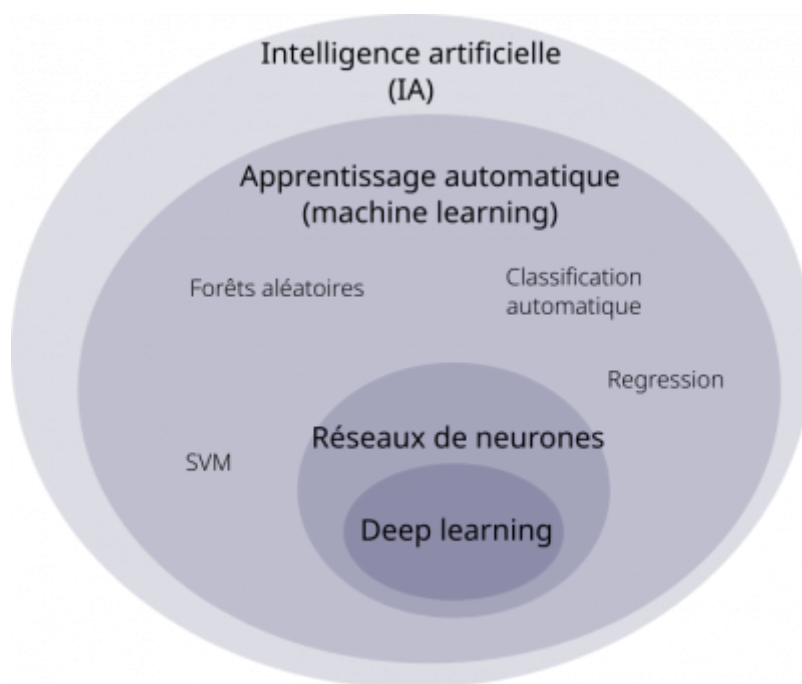 Intelligence artificielle
(IA)
Apprentissage automatique
(machine learning)
Forêts aléatoires
Classification
automatique
Regression
Réseaux de neurones
SVM
Deep learning